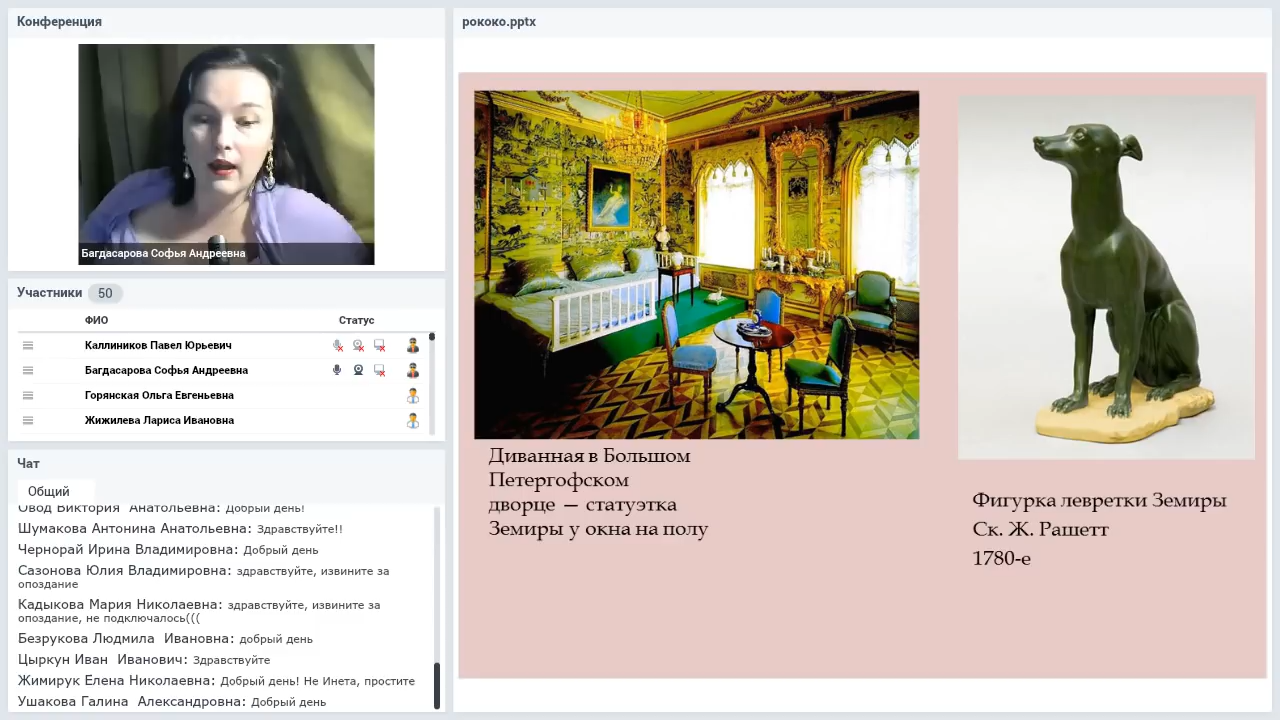 Конференция
Багдасарова Софья Андреевна
Участники 50
ФИО Статус
Каллиников Павел Юрьевич
Багдасарова Софья Андреевна
Горянская Ольга Евгеньевна
Жижилева Лариса Ивановна
Чат
Общий
Овод Виктория Анатольевна: Добрый день!
Шумакова Антонина Анатольевна: Здравствуйте!!
Чернорай Ирина Владимировна: Добрый день
Сазонова Юлия Владимировна: здравствуйте, извините за
опоздание
Кадыкова Мария Николаевна: здравствуйте, извините за
опоздание, не подключалось(((
Безрукова Людмила Ивановна: добрый день
Цыркун Иван Иванович: Здравствуйте
Жимирук Елена Николаевна: Добрый день! Не Инета, простите
Ушакова Галина Александровна: Добрый день
рококо.pptx
Диванная в Большом
Петергофском
дворце — статуэтка
Земиры у окна на полу
Фигурка левретки Земиры
Ск. Ж. Рашетт
1780-е